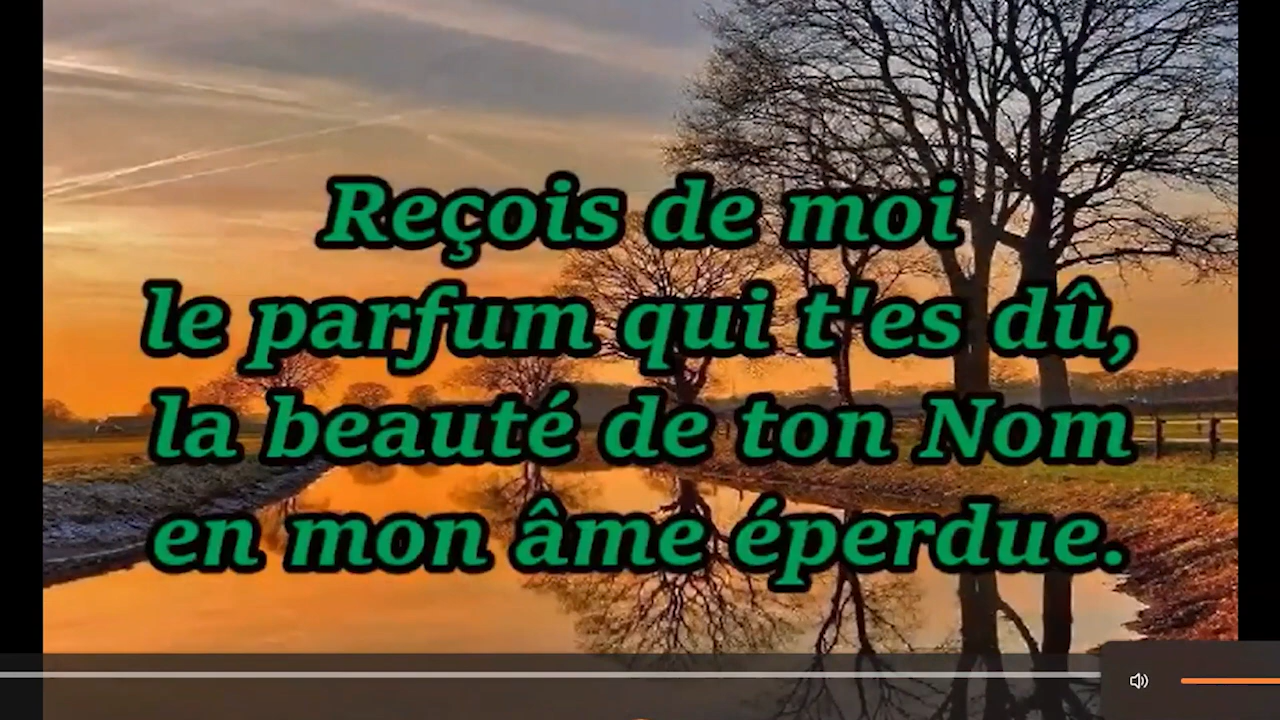 Reçois de moi
le parfum qui t'es dû,
la beauté de ton Nom
en mon âme éperdue.